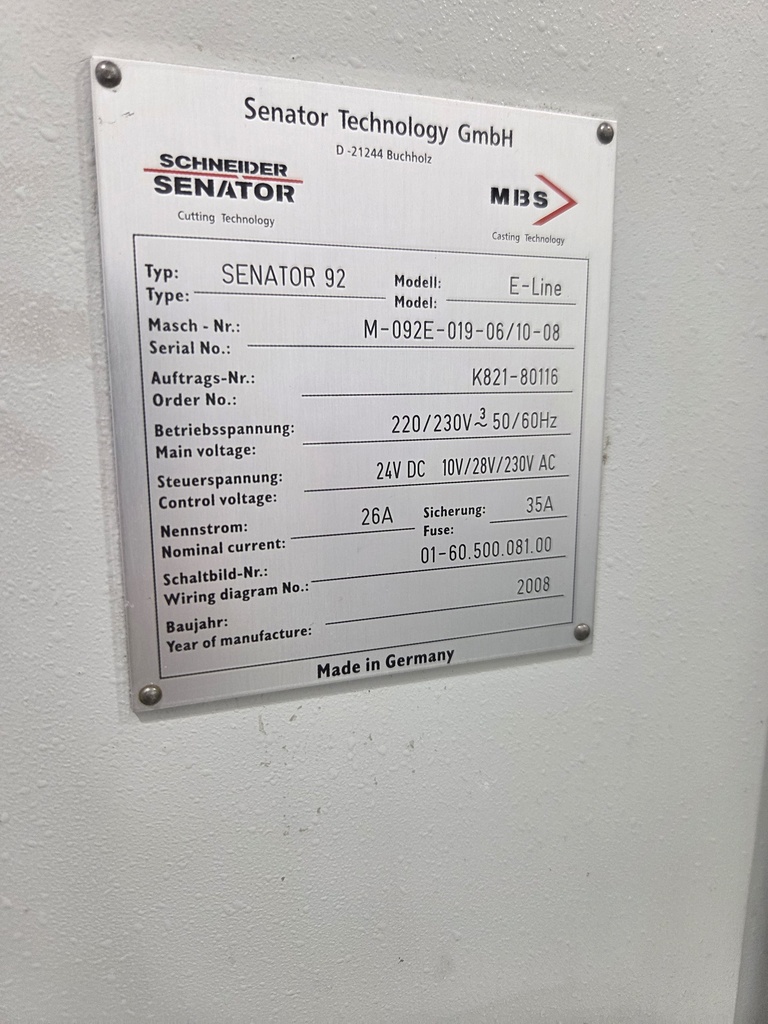 Senator Technology GmbH
D -21244 Buchholz
SCHNEIDER
SENATOR
Cutting Technology
MBS
Casting Technology
Typ: SENATOR 92 Modell: E-Line
Type: Model:
Masch - Nr.: M-092E-019-06/10-08
Serial No.:
Auftrags-Nr.: K821-80116
Order No.:
Betriebsspannung: 220/230V 3~ 50/60Hz
Main voltage:
Steuerspannung: 24V DC 10V/28V/230V AC
Control voltage:
Nennstrom: 26A Sicherung: 35A
Nominal current: Fuse:
Schaltbild-Nr.: 01-60.500.081.00
Wiring diagram No.:
Baujahr: 2008
Year of manufacture:
Made in Germany